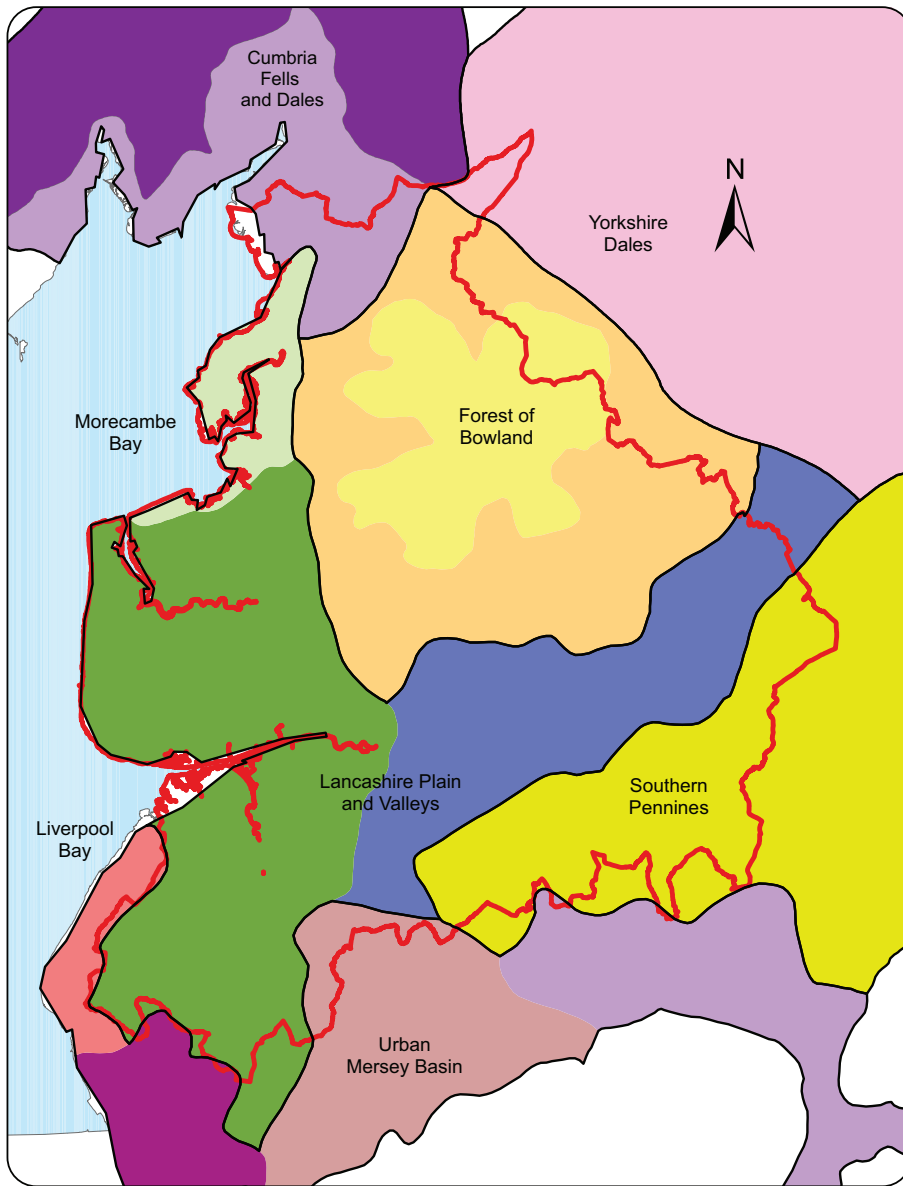 Cumbria
Fells
and Dales
N
Yorkshire
Dales
Morecambe
Bay
Forest of
Bowland
Lancashire Plain
and Valleys
Southern
Pennines
Liverpool
Bay
Urban
Mersey Basin